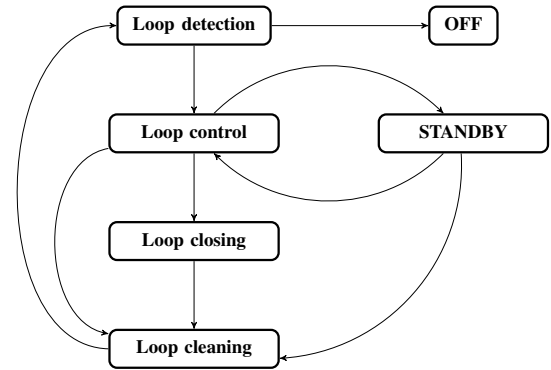 Loop detection
OFF
Loop control
STANDBY
Loop closing
Loop cleaning